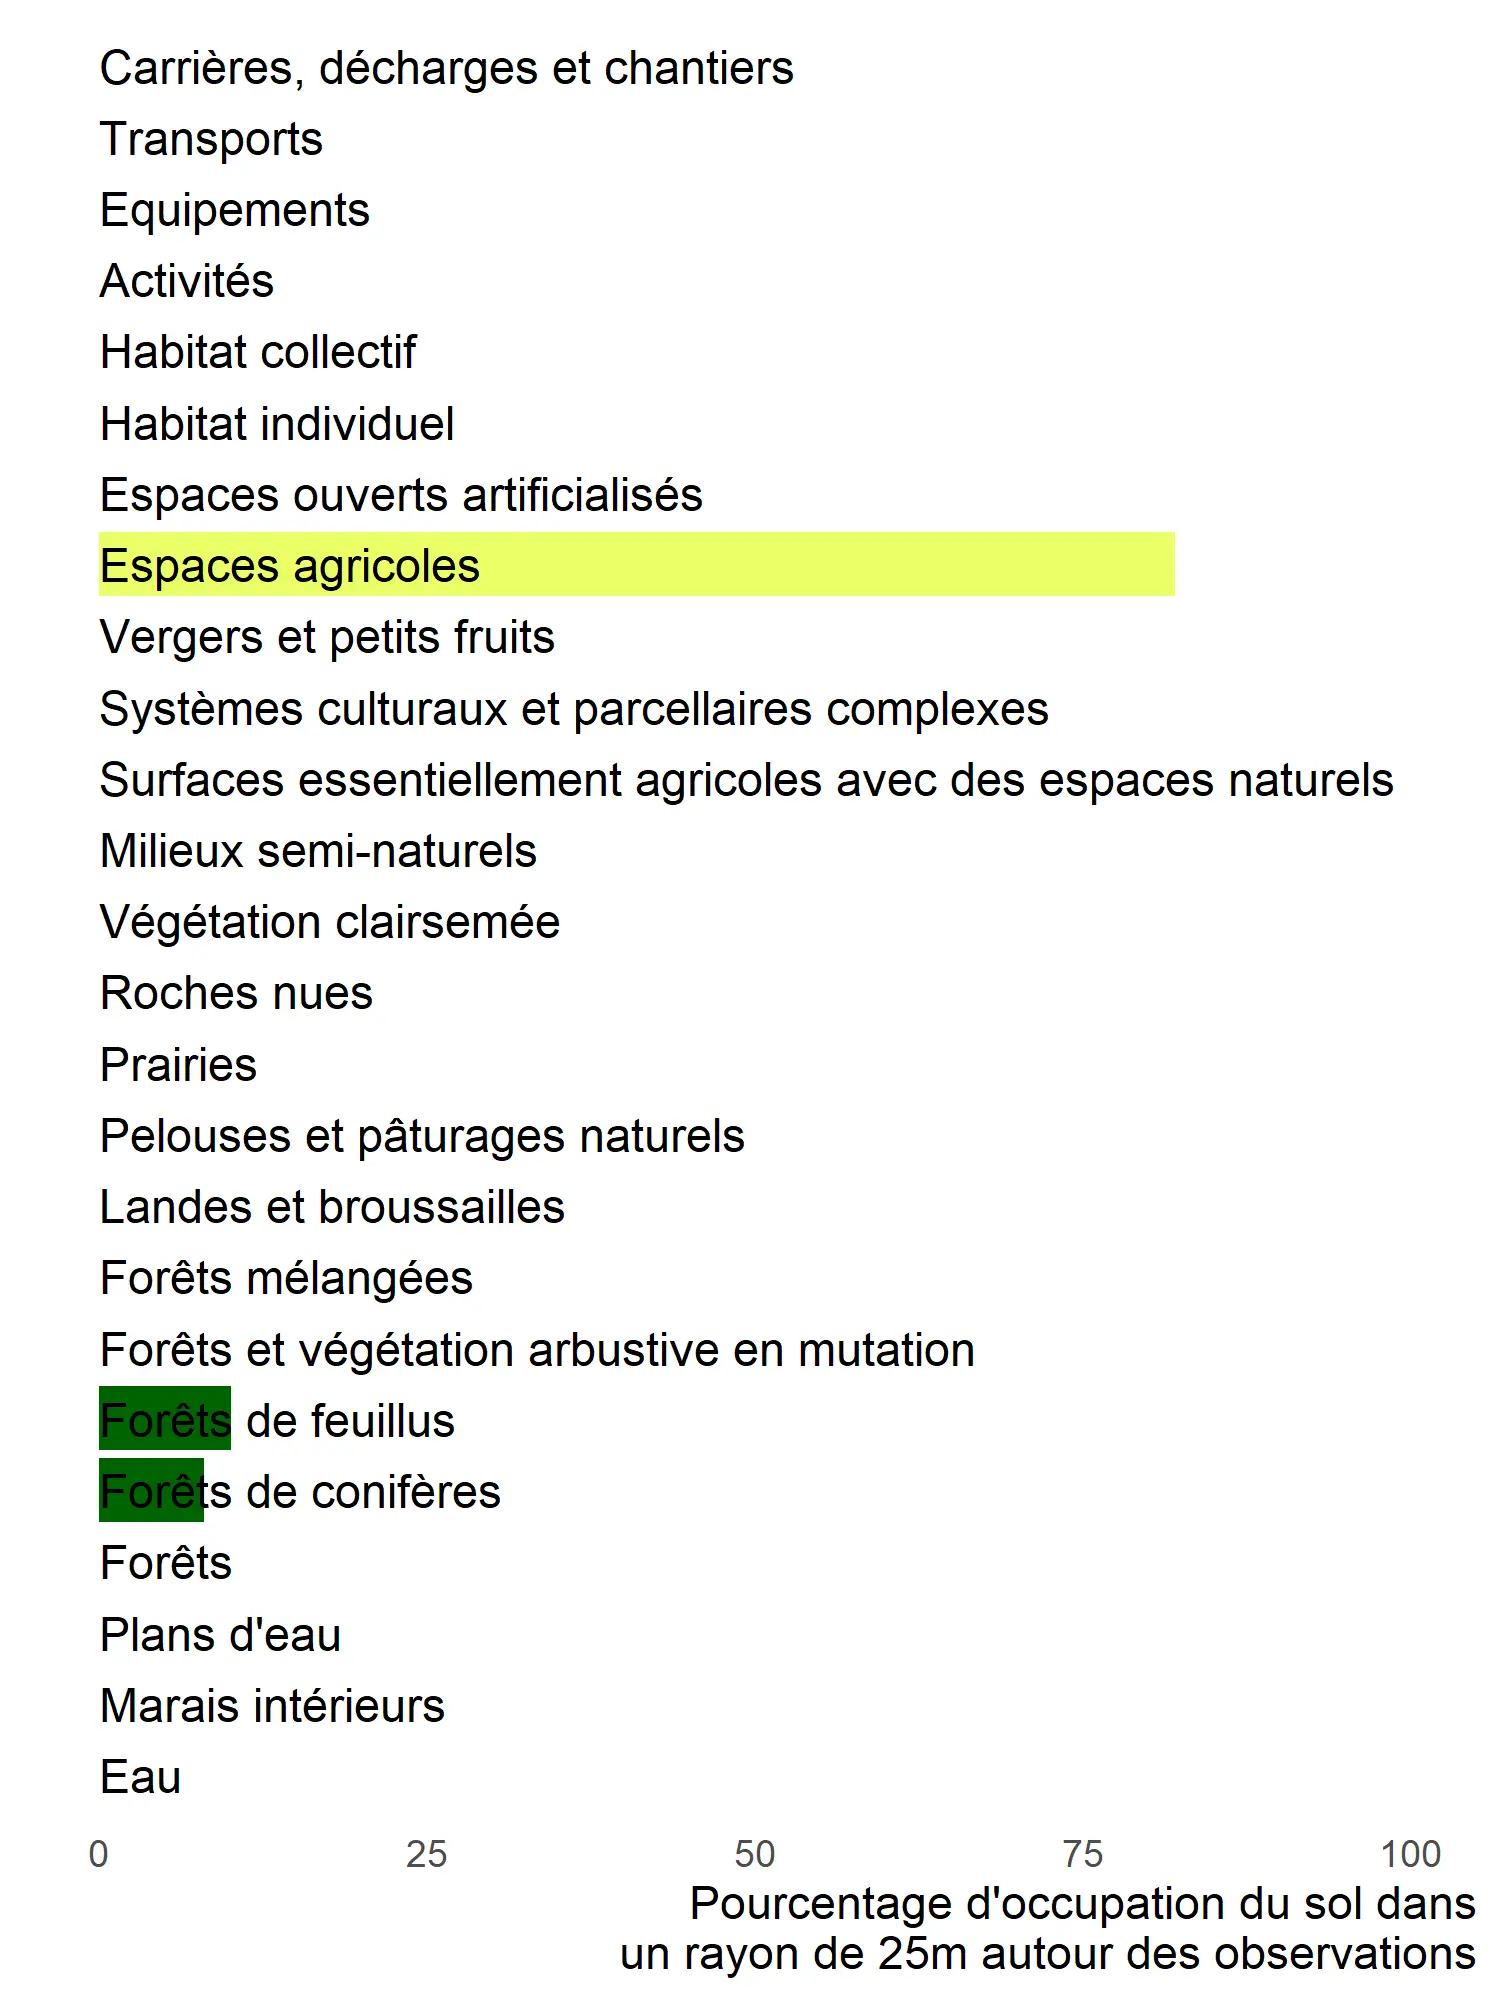 Carrières, décharges et chantiers
Transports
Equipements
Activités
Habitat collectif
Habitat individuel
Espaces ouverts artificialisés
Espaces agricoles
Vergers et petits fruits
Systèmes culturaux et parcellaires complexes
Surfaces essentiellement agricoles avec des espaces naturels
Milieux semi-naturels
Végétation clairsemée
Roches nues
Prairies
Pelouses et pâturages naturels
Landes et broussailles
Forêts mélangées
Forêts et végétation arbustive en mutation
Forêts de feuillus
Forêts de conifères
Forêts
Plans d'eau
Marais intérieurs
Eau
0 25 50 75 100
Pourcentage d'occupation du sol dans
un rayon de 25m autour des observations